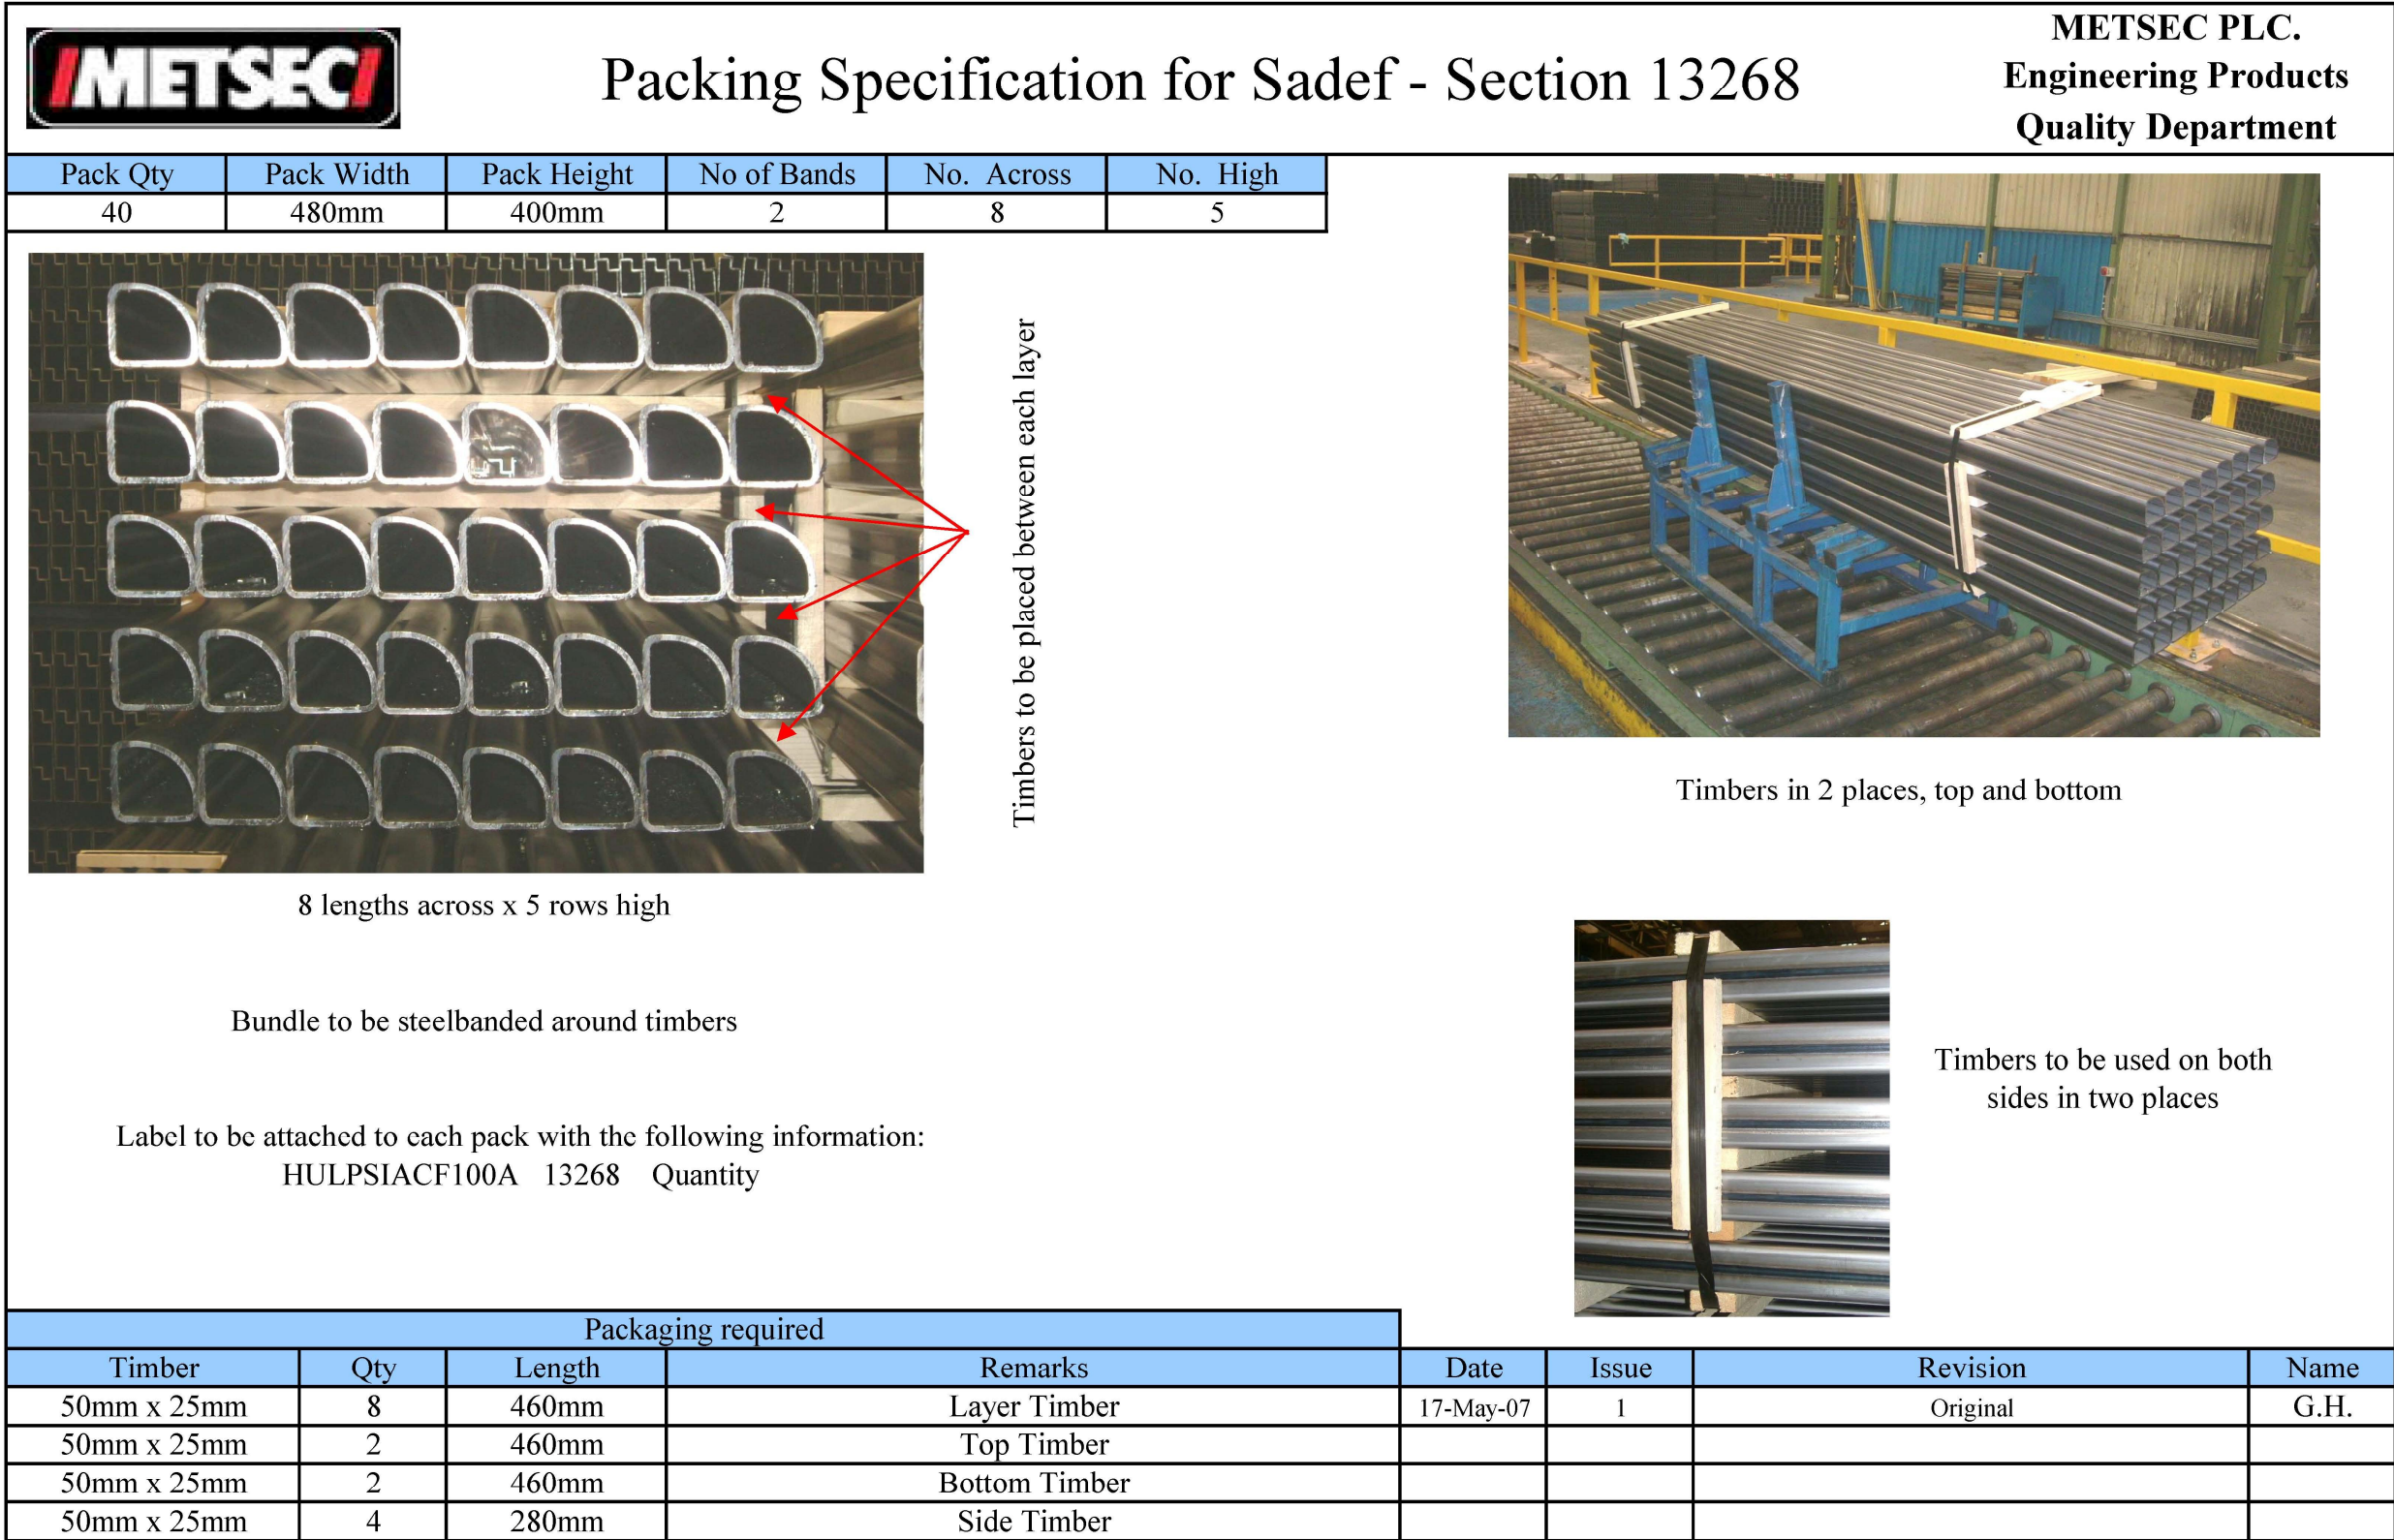 METSEC
Packing Specification for Sadef - Section 13268
METSEC PLC.
Engineering Products
Quality Department
Pack Qty Pack Width Pack Height No of Bands No. Across No. High
40 480mm 400mm 2 8 5
Timbers to be placed between each layer
8 lengths across x 5 rows high
Timbers in 2 places, top and bottom
Bundle to be steelbanded around timbers
Timbers to be used on both
sides in two places
Label to be attached to each pack with the following information:
HULPSIACF100A 13268 Quantity
Packaging required
Timber Qty Length Remarks
50mm x 25mm 8 460mm Layer Timber
50mm x 25mm 2 460mm Top Timber
50mm x 25mm 2 460mm Bottom Timber
50mm x 25mm 4 280mm Side Timber
Date Issue Revision Name
17-May-07 1 Original G.H.